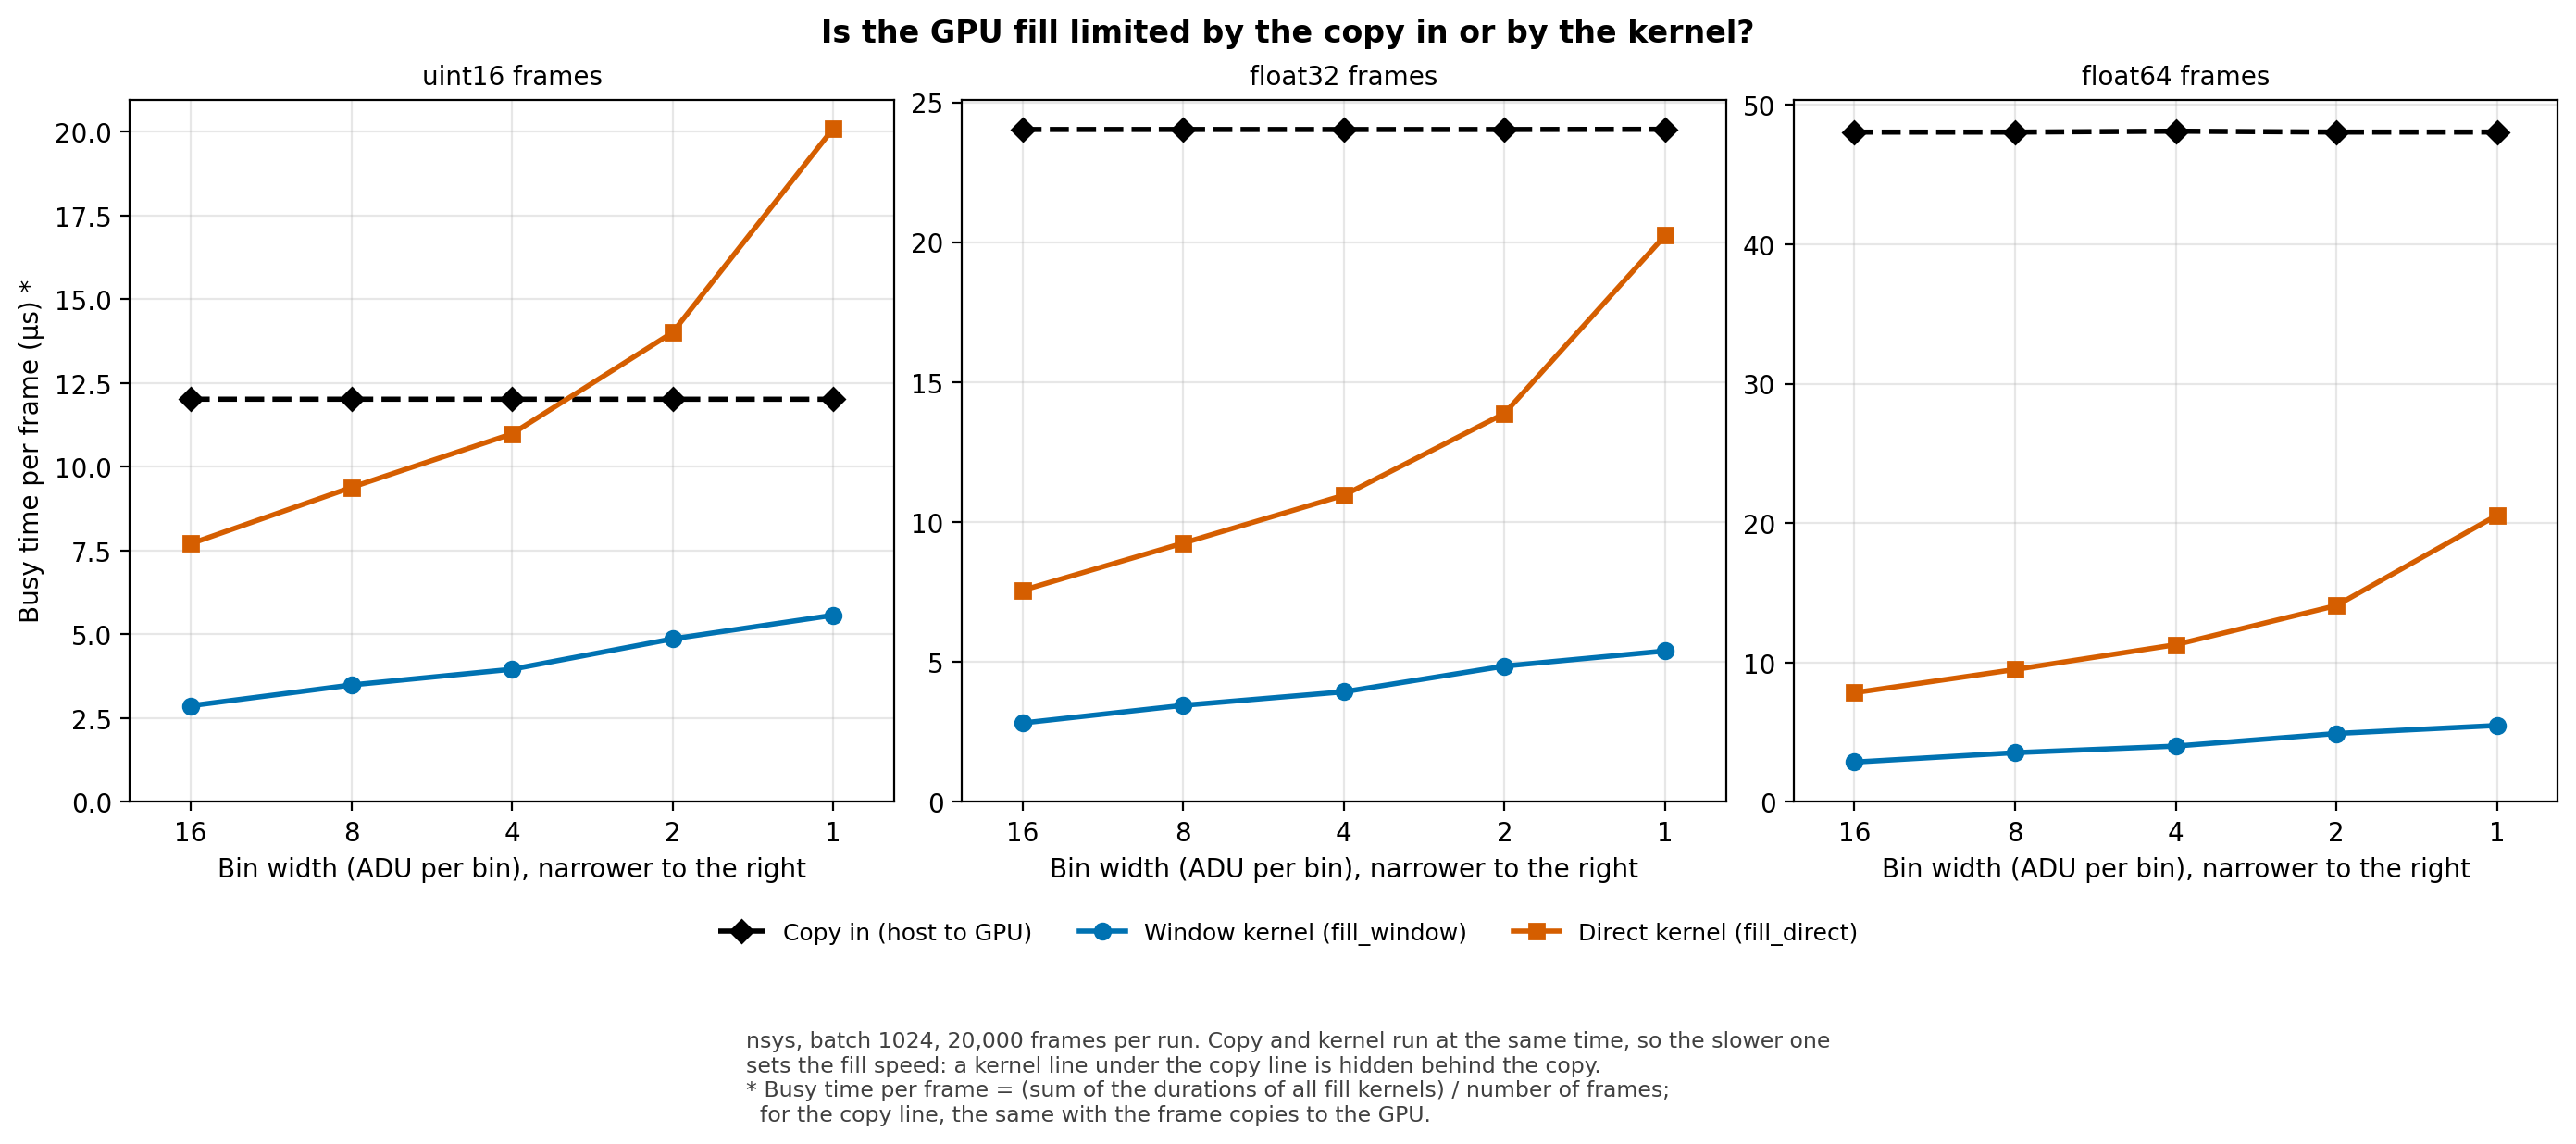 Is the GPU fill limited by the copy in or by the kernel?
uint16 frames
float32 frames
float64 frames
Busy time per frame (µs) *
20.0
17.5
15.0
12.5
10.0
7.5
5.0
2.5
0.0
16 8 4 2 1
Bin width (ADU per bin), narrower to the right
25
20
15
10
5
0
16 8 4 2 1
Bin width (ADU per bin), narrower to the right
50
40
30
20
10
0
16 8 4 2 1
Bin width (ADU per bin), narrower to the right
Copy in (host to GPU)
Window kernel (fill_window)
Direct kernel (fill_direct)
nsys, batch 1024, 20,000 frames per run. Copy and kernel run at the same time, so the slower one
sets the fill speed: a kernel line under the copy line is hidden behind the copy.
* Busy time per frame = (sum of the durations of all fill kernels) / number of frames;
for the copy line, the same with the frame copies to the GPU.